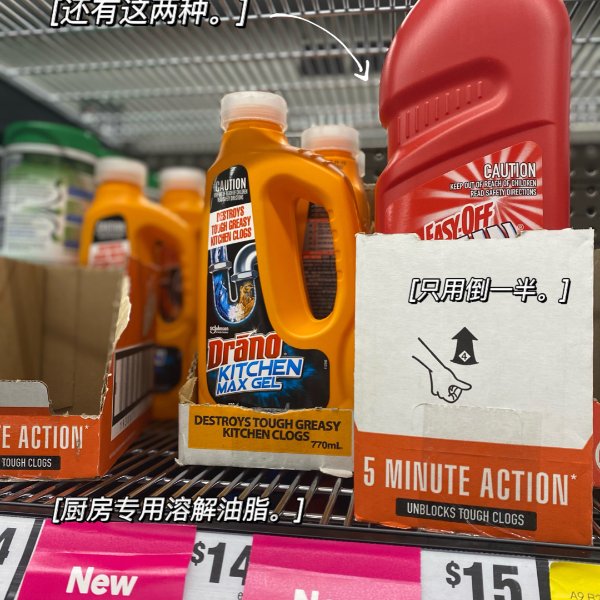 [还有这两种。]
CAUTION
KEEP OUT OF REACH OF CHILDREN
READ SAFETY DIRECTIONS
EASY-OFF
CAUTION
DESTROYS
TOUGH GREASY
KITCHEN CLOGS
[只用倒一半。]
4
SCJohnson
Drano
KITCHEN
MAX GEL
DESTROYS TOUGH GREASY
KITCHEN CLOGS
770mL
E ACTION*
TOUGH CLOGS
5 MINUTE ACTION*
UNBLOCKS TOUGH CLOGS
[厨房专用溶解油脂。]
4
New
$14
$15